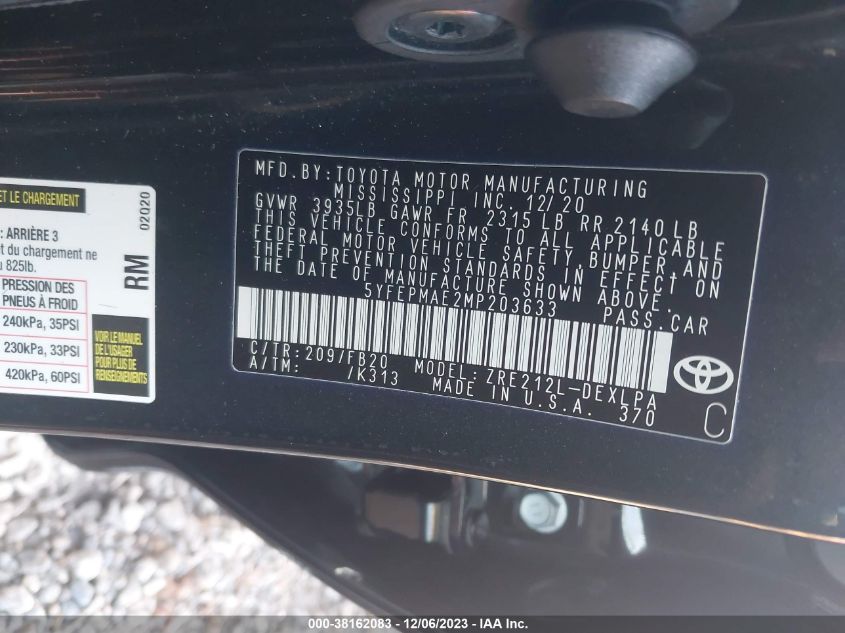 ET LE CHARGEMENT
02020
: ARRIÈRE 3
t du chargement ne
u 825lb.
RM
PRESSION DES
PNEUS À FROID
240kPa, 35PSI
230kPa, 33PSI
420kPa, 60PSI
VOIR LE MANUEL
DE L'USAGER
POUR PLUS DE
RENSEIGNEMENTS
MFD. BY: TOYOTA MOTOR MANUFACTURING
MISSISSIPPI INC. 12/20
GVWR 3935LB GAWR FR 2315 LB RR 2140 LB
THIS VEHICLE CONFORMS TO ALL APPLICABLE
FEDERAL MOTOR VEHICLE SAFETY, BUMPER, AND
THEFT PREVENTION STANDARDS IN EFFECT ON
THE DATE OF MANUFACTURE SHOWN ABOVE.
5YFEPMAE2MP203633 PASS. CAR
C/TR: 209/FB20 MODEL: ZRE212L-DEXLPA
A/TM: /K313 MADE IN U.S.A. 370
C
000-38162083 - 12/06/2023 - IAA Inc.